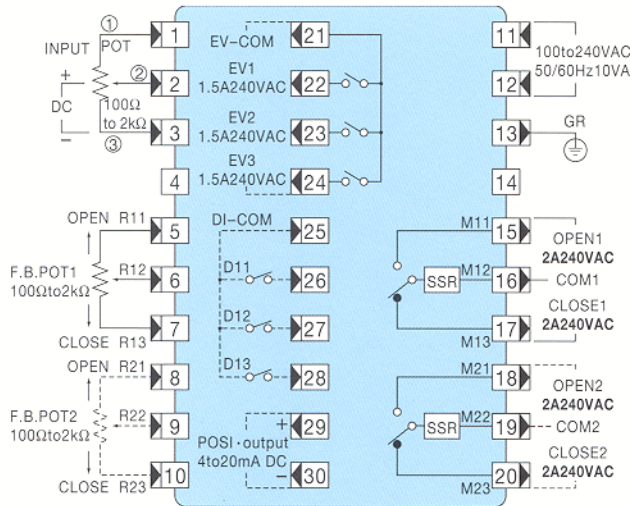 INPUT
① POT
+
DC
−
②
100Ω
to 2kΩ
③
1
2
3
4
OPEN R11
5
F.B.POT1
100Ωto2kΩ
R12
6
CLOSE R13
7
OPEN R21
8
F.B.POT2
100Ωto2kΩ
R22
9
CLOSE R23
10
EV-COM
21
EV1
1.5A240VAC
22
EV2
1.5A240VAC
23
EV3
1.5A240VAC
24
DI-COM
25
D11
26
D12
27
D13
28
POSI・output
4to20mA DC
+
29
−
30
11
12
100to240VAC
50/60Hz10VA
13
GR
14
M11
15
OPEN1
2A240VAC
SSR
M12
16
COM1
M13
17
CLOSE1
2A240VAC
M21
18
OPEN2
2A240VAC
SSR
M22
19
COM2
M23
20
CLOSE2
2A240VAC